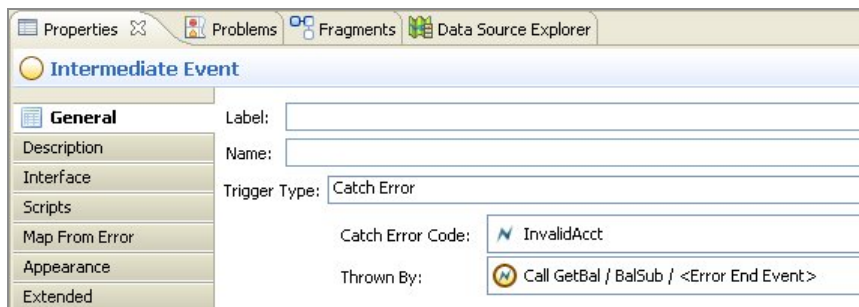 Properties Problems Fragments Data Source Explorer
Intermediate Event
General
Label:
Description
Name:
Interface
Trigger Type: Catch Error
Scripts
Map From Error
Catch Error Code: InvalidAcct
Appearance
Thrown By: Call GetBal / BalSub / <Error End Event>
Extended